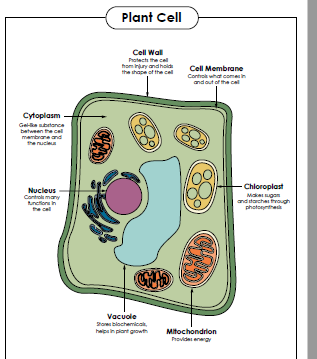 Plant Cell
Cell Wall
Protects the cell
from injury and holds
the shape of the cell
Cell Membrane
Controls what comes in
and out of the cell
Cytoplasm
Gel-like substance
between the cell
membrane and
the nucleus
Nucleus
Controls many
functions in
the cell
Chloroplast
Makes sugars
and starches through
photosynthesis
Vacuole
Stores biochemicals,
helps in plant growth
Mitochondrion
Provides energy